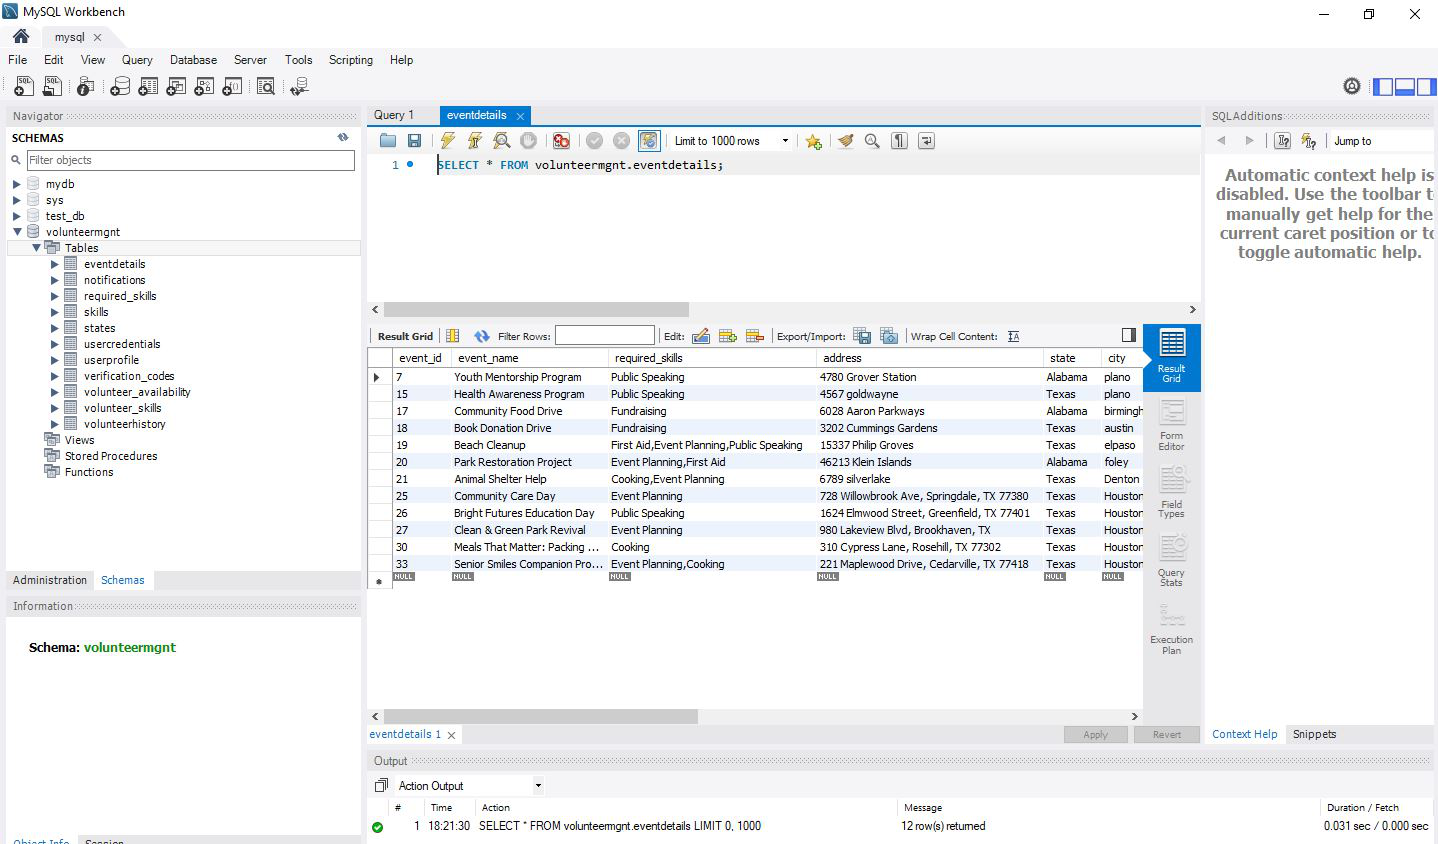 MySQL Workbench
mysql
File Edit View Query Database Server Tools Scripting Help
Navigator
SCHEMAS
Filter objects
mydb
sys
test_db
volunteermgnt
Tables
eventdetails
notifications
required_skills
skills
states
usercredentials
userprofile
verification_codes
volunteer_availability
volunteer_skills
volunteerhistory
Views
Stored Procedures
Functions
Administration Schemas
Information
Schema: volunteermgnt
Object Info Session
Query 1 eventdetails
Limit to 1000 rows
1 SELECT * FROM volunteermgnt.eventdetails;
Result Grid Filter Rows: Edit: Export/Import: Wrap Cell Content:
event_id event_name required_skills address state city
7 Youth Mentorship Program Public Speaking 4780 Grover Station Alabama plano
15 Health Awareness Program Public Speaking 4567 goldwayne Texas plano
17 Community Food Drive Fundraising 6028 Aaron Parkways Alabama birmingh
18 Book Donation Drive Fundraising 3202 Cummings Gardens Texas austin
19 Beach Cleanup First Aid,Event Planning,Public Speaking 15337 Philip Groves Texas elpaso
20 Park Restoration Project Event Planning,First Aid 46213 Klein Islands Alabama foley
21 Animal Shelter Help Cooking,Event Planning 6789 silverlake Texas Denton
25 Community Care Day Event Planning 728 Willowbrook Ave, Springdale, TX 77380 Texas Houston
26 Bright Futures Education Day Public Speaking 1624 Elmwood Street, Greenfield, TX 77401 Texas Houston
27 Clean & Green Park Revival Event Planning 980 Lakeview Blvd, Brookhaven, TX Texas Houston
30 Meals That Matter: Packing ... Cooking 310 Cypress Lane, Rosehill, TX 77302 Texas Houston
33 Senior Smiles Companion Pro... Event Planning,Cooking 221 Maplewood Drive, Cedarville, TX 77418 Texas Houston
NULL NULL NULL NULL NULL NULL
Result
Grid
Form
Editor
Field
Types
Query
Stats
Execution
Plan
eventdetails 1 Apply Revert
SQLAdditions
Jump to
Automatic context help is
disabled. Use the toolbar t
manually get help for the
current caret position or to
toggle automatic help.
Context Help Snippets
Output
Action Output
# Time Action Message Duration / Fetch
1 18:21:30 SELECT * FROM volunteermgnt.eventdetails LIMIT 0, 1000 12 row(s) returned 0.031 sec / 0.000 sec